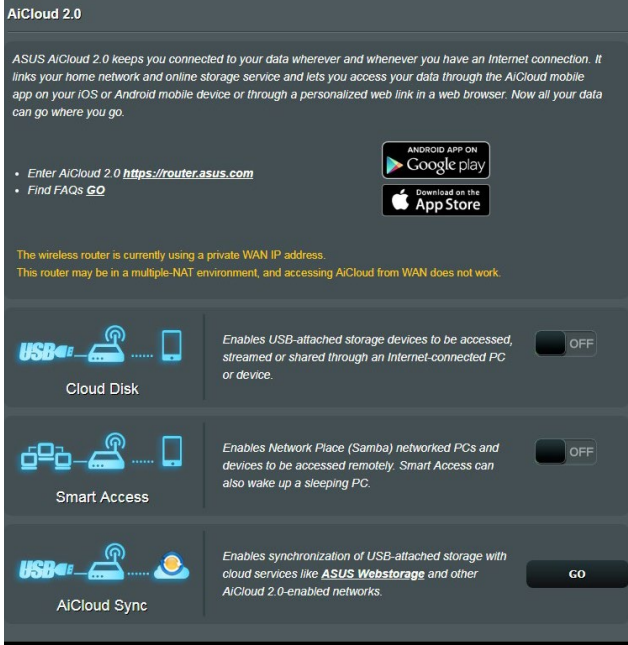 AiCloud 2.0
ASUS AiCloud 2.0 keeps you connected to your data wherever and whenever you have an Internet connection. It
links your home network and online storage service and lets you access your data through the AiCloud mobile
app on your iOS or Android mobile device or through a personalized web link in a web browser. Now all your data
can go where you go.
• Enter AiCloud 2.0 https://router.asus.com
• Find FAQs GO
ANDROID APP ON
Google play
Download on the
App Store
The wireless router is currently using a private WAN IP address.
This router may be in a multiple-NAT environment, and accessing AiCloud from WAN does not work.
USB
Cloud Disk
Enables USB-attached storage devices to be accessed,
streamed or shared through an Internet-connected PC
or device.
OFF
Smart Access
Enables Network Place (Samba) networked PCs and
devices to be accessed remotely. Smart Access can
also wake up a sleeping PC.
OFF
USB
AiCloud Sync
Enables synchronization of USB-attached storage with
cloud services like ASUS Webstorage and other
AiCloud 2.0-enabled networks.
GO